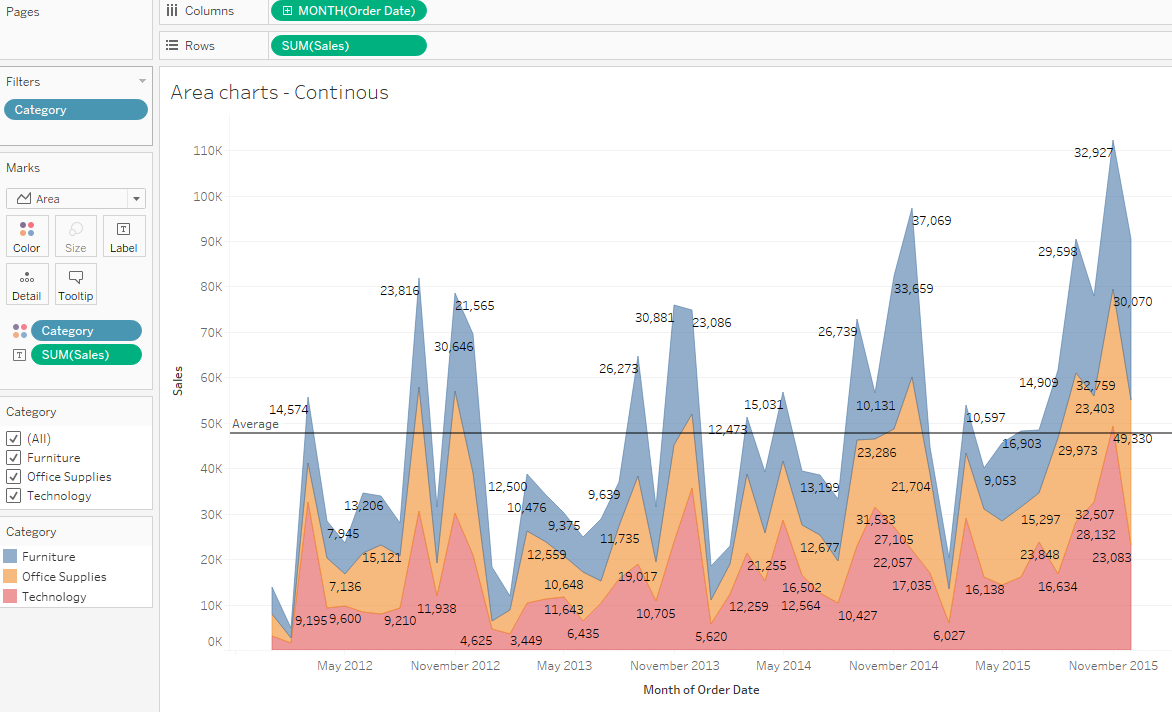 Pages
Columns
MONTH(Order Date)
Rows
SUM(Sales)
Filters
Category
Marks
Area
Color
Size
Label
Detail
Tooltip
Category
SUM(Sales)
Category
(All)
Furniture
Office Supplies
Technology
Category
Furniture
Office Supplies
Technology
Area charts - Continous
110K
32,927
100K
37,069
90K
29,598
80K
23,816
33,659
21,565
30,070
70K
30,881
23,086
26,739
30,646
60K
26,273
14,909
32,759
50K
14,574
15,031
10,131
10,597
23,403
Average
12,473
16,903
49,330
40K
23,286
29,973
12,500
9,639
13,199
21,704
9,053
30K
13,206
10,476
31,533
15,297
32,507
7,945
9,375
11,735
27,105
28,132
20K
15,121
12,559
12,677
22,057
23,848
23,083
7,136
10,648
19,017
21,255
16,502
17,035
16,138
16,634
10K
9,195
9,600
9,210
11,938
11,643
10,705
12,259
12,564
10,427
0K
4,625
3,449
6,435
5,620
6,027
Sales
May 2012
November 2012
May 2013
November 2013
May 2014
November 2014
May 2015
November 2015
Month of Order Date